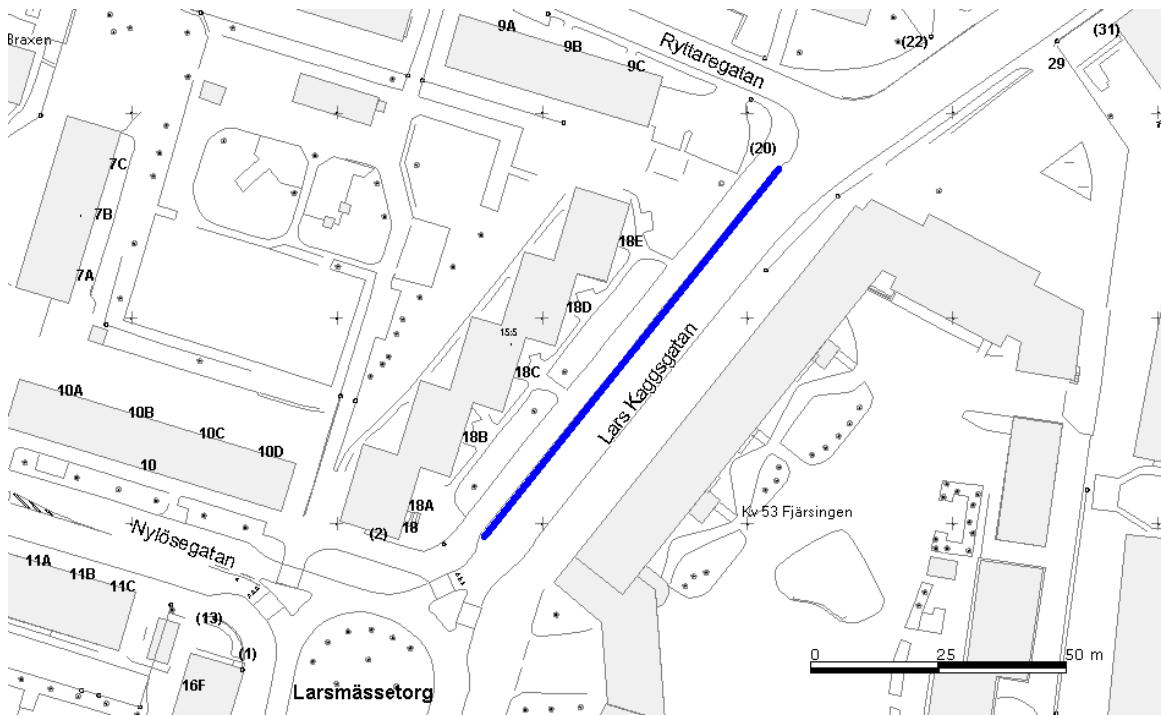 9A
9B
9C
Ryttaregatan
(22)
(31)
29
Braxen
(20)
7C
7B
7A
18E
18D
15:5
18C
18B
18A
18
(2)
Lars Kaggsgatan
10A
10B
10C
10D
10
Nylösegatan
Kv 53 Fjärsingen
11A
11B
11C
(13)
(1)
16F
Larsmässetorg
0 25 50 m